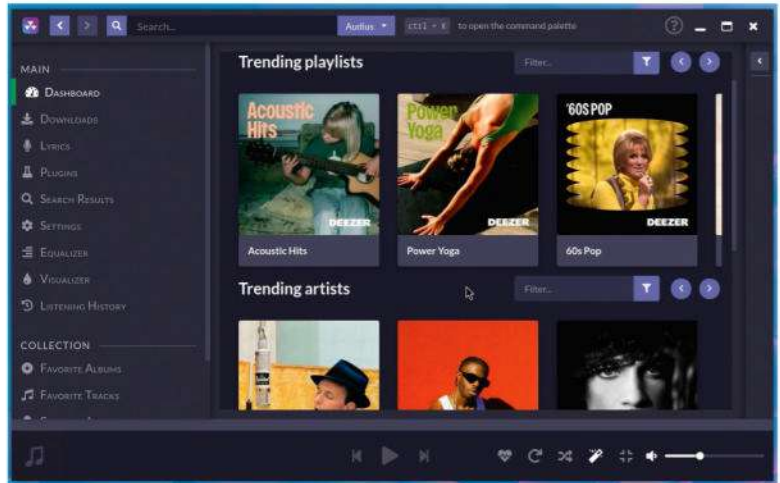 Search...
Audius
ctrl + K to open the command palette
MAIN
DASHBOARD
DOWNLOADS
LYRICS
PLUGINS
SEARCH RESULTS
SETTINGS
EQUALIZER
VISUALIZER
LISTENING HISTORY
COLLECTION
FAVORITE ALBUMS
FAVORITE TRACKS
Trending playlists
Filter...
Acoustic
Hits
DEEZER
Acoustic Hits
Power
Yoga
DEEZER
Power Yoga
'60S POP
DEEZER
60s Pop
Trending artists
Filter...